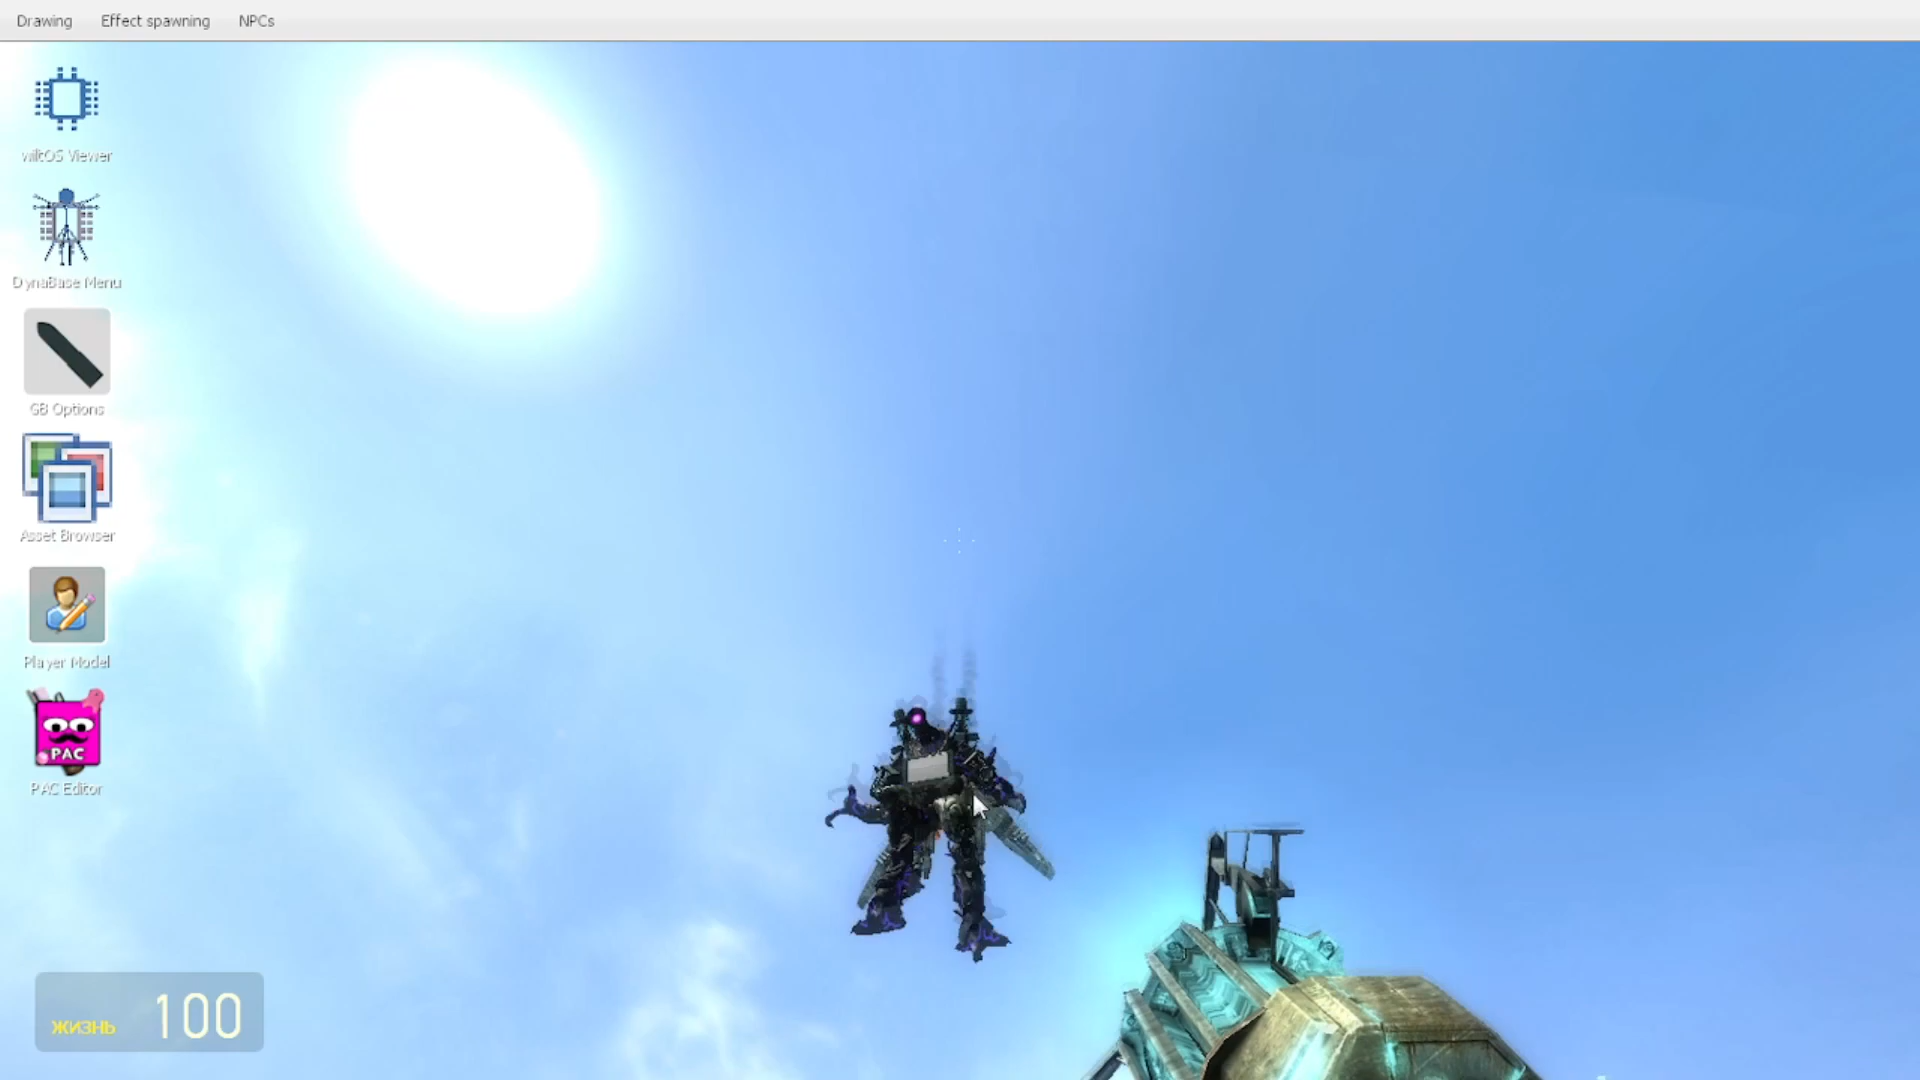 Drawing Effect spawning NPCs
wiltOS Viewer
DynaBase Menu
GB Options
Asset Browser
Player Model
PAC
PAC Editor
ЖИЗНЬ 100